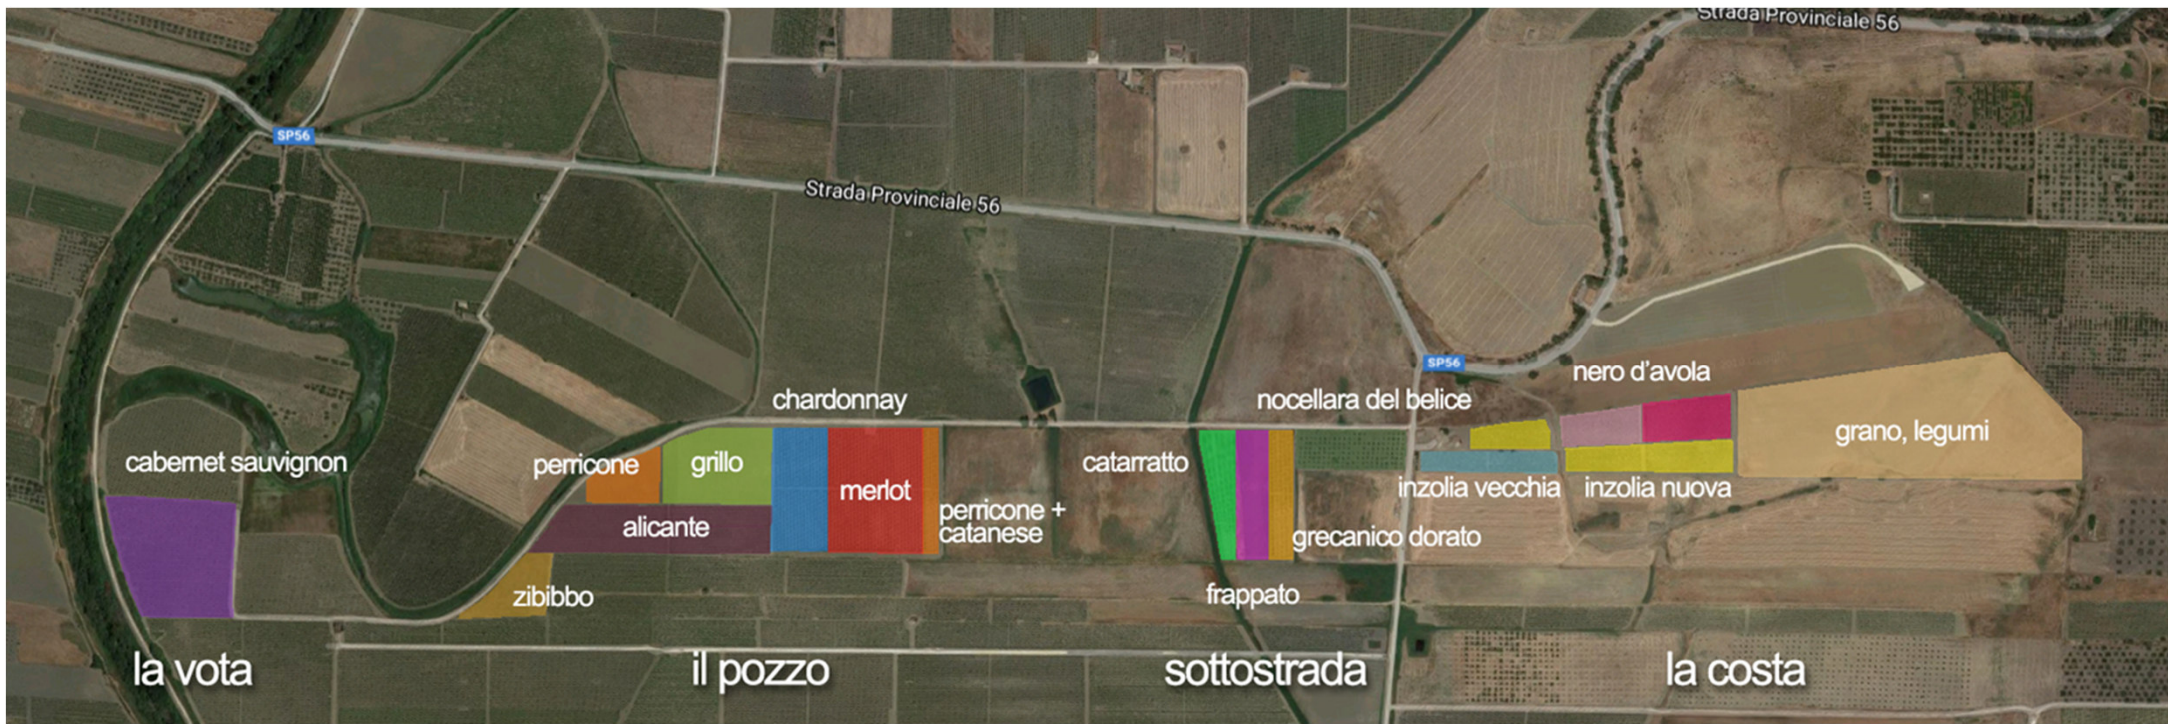 Strada Provinciale 56
SP56
Strada Provinciale 56
SP56
nero d'avola
chardonnay
nocellara del belice
grano, legumi
cabernet sauvignon
perricone
grillo
merlot
catarratto
inzolia vecchia
inzolia nuova
alicante
perricone +
catanese
grecanico dorato
zibibbo
frappato
la vota
il pozzo
sottostrada
la costa